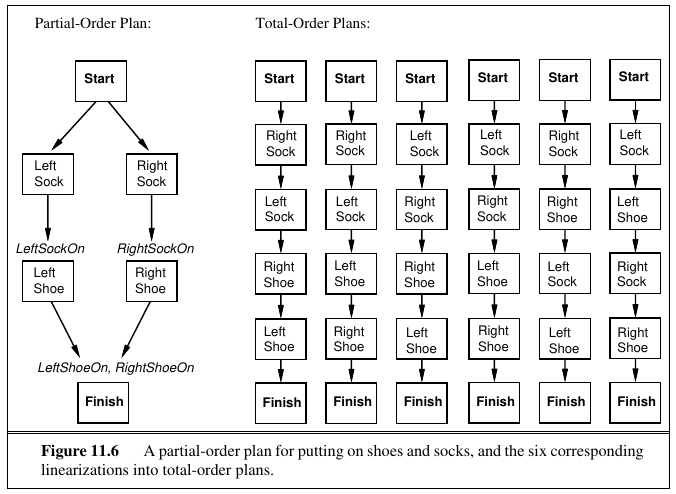 Partial-Order Plan:
Start
Left
Sock
Right
Sock
LeftSockOn
RightSockOn
Left
Shoe
Right
Shoe
LeftShoeOn, RightShoeOn
Finish
Total-Order Plans:
Start
Right
Sock
Left
Sock
Right
Shoe
Left
Shoe
Finish
Start
Right
Sock
Left
Sock
Left
Shoe
Right
Shoe
Finish
Start
Left
Sock
Right
Sock
Right
Shoe
Left
Shoe
Finish
Start
Left
Sock
Right
Sock
Left
Shoe
Right
Shoe
Finish
Start
Right
Sock
Right
Shoe
Left
Sock
Left
Shoe
Finish
Start
Left
Sock
Left
Shoe
Right
Sock
Right
Shoe
Finish
Figure 11.6 A partial-order plan for putting on shoes and socks, and the six corresponding
linearizations into total-order plans.